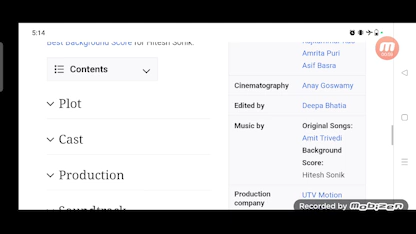 5:14
Best Background Score for Hitesh Sonik.
Contents
Plot
Cast
Production
Soundtrack
Amrita Puri
Asif Basra
Cinematography Anay Goswamy
Edited by Deepa Bhatia
Music by Original Songs:
Amit Trivedi
Background
Score:
Hitesh Sonik
Production UTV Motion
company
Recorded by MOBIZEN